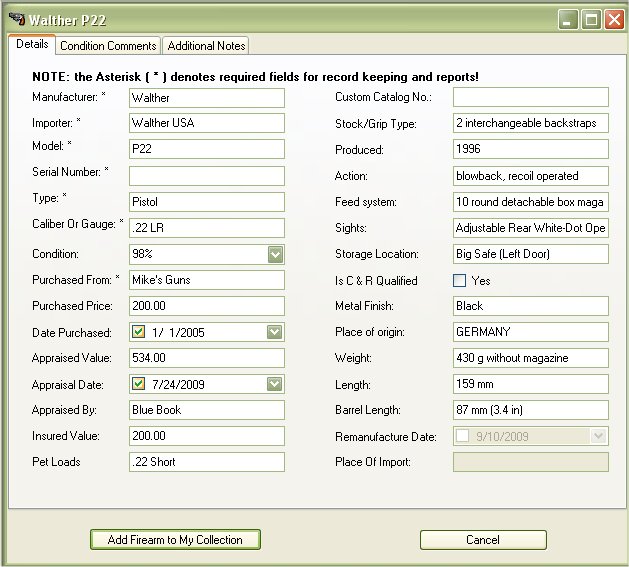 Walther P22
Details
Condition Comments
Additional Notes
NOTE: the Asterisk ( * ) denotes required fields for record keeping and reports!
Manufacturer: * Walther
Importer: * Walther USA
Model: * P22
Serial Number: *
Type: * Pistol
Caliber Or Gauge: * .22 LR
Condition: 98%
Purchased From: * Mike's Guns
Purchased Price: 200.00
Date Purchased: 1/ 1/2005
Appraised Value: 534.00
Appraisal Date: 7/24/2009
Appraised By: Blue Book
Insured Value: 200.00
Pet Loads .22 Short
Custom Catalog No.:
Stock/Grip Type: 2 interchangeable backstraps
Produced: 1996
Action: blowback, recoil operated
Feed system: 10 round detachable box maga
Sights: Adjustable Rear White-Dot Ope
Storage Location: Big Safe (Left Door)
Is C & R Qualified Yes
Metal Finish: Black
Place of origin: GERMANY
Weight: 430 g without magazine
Length: 159 mm
Barrel Length: 87 mm (3.4 in)
Remanufacture Date: 9/10/2009
Place Of Import:
Add Firearm to My Collection
Cancel